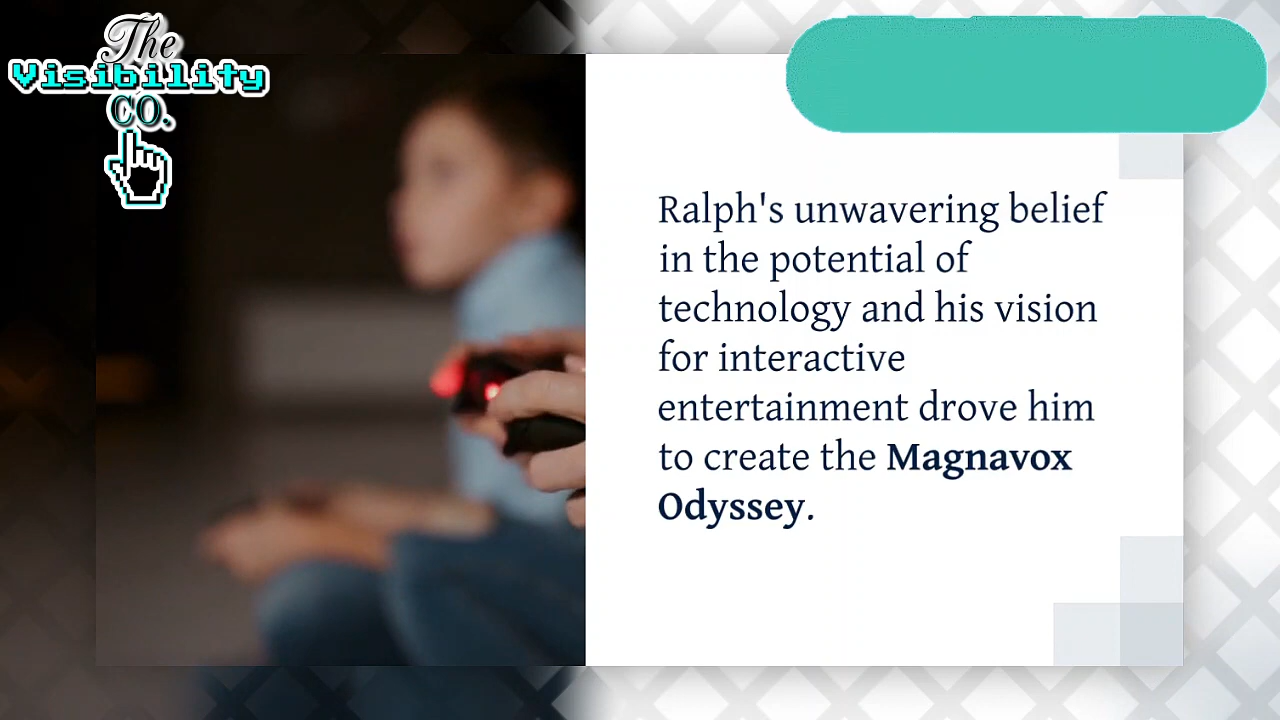 The
Visibility
CO.
Ralph's unwavering belief
in the potential of
technology and his vision
for interactive
entertainment drove him
to create the Magnavox
Odyssey.